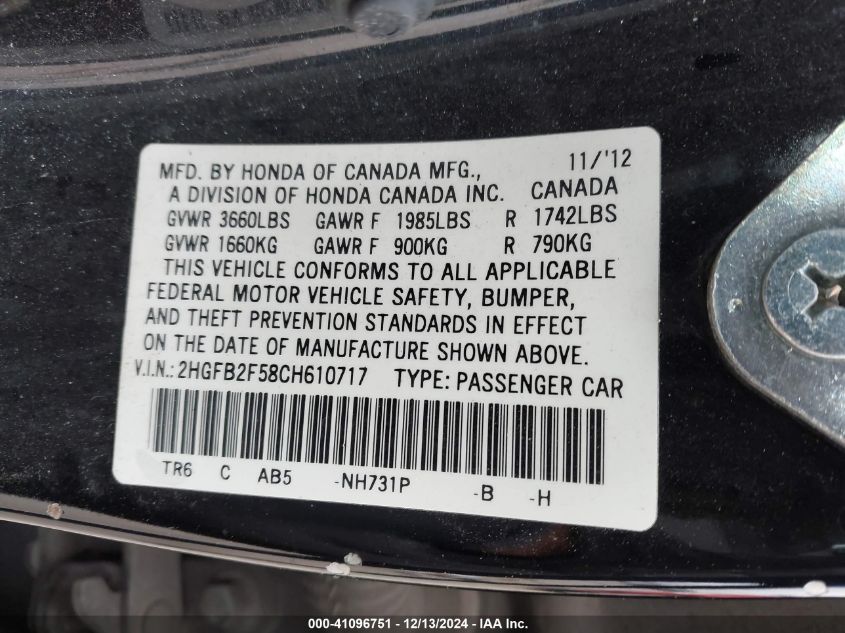 MFD. BY HONDA OF CANADA MFG., 11/'12
A DIVISION OF HONDA CANADA INC. CANADA
GVWR 3660LBS GAWR F 1985LBS R 1742LBS
GVWR 1660KG GAWR F 900KG R 790KG
THIS VEHICLE CONFORMS TO ALL APPLICABLE
FEDERAL MOTOR VEHICLE SAFETY, BUMPER,
AND THEFT PREVENTION STANDARDS IN EFFECT
ON THE DATE OF MANUFACTURE SHOWN ABOVE.
V.I.N.: 2HGFB2F58CH610717 TYPE: PASSENGER CAR
TR6 C AB5 -NH731P -B -H
000-41096751 - 12/13/2024 - IAA Inc.